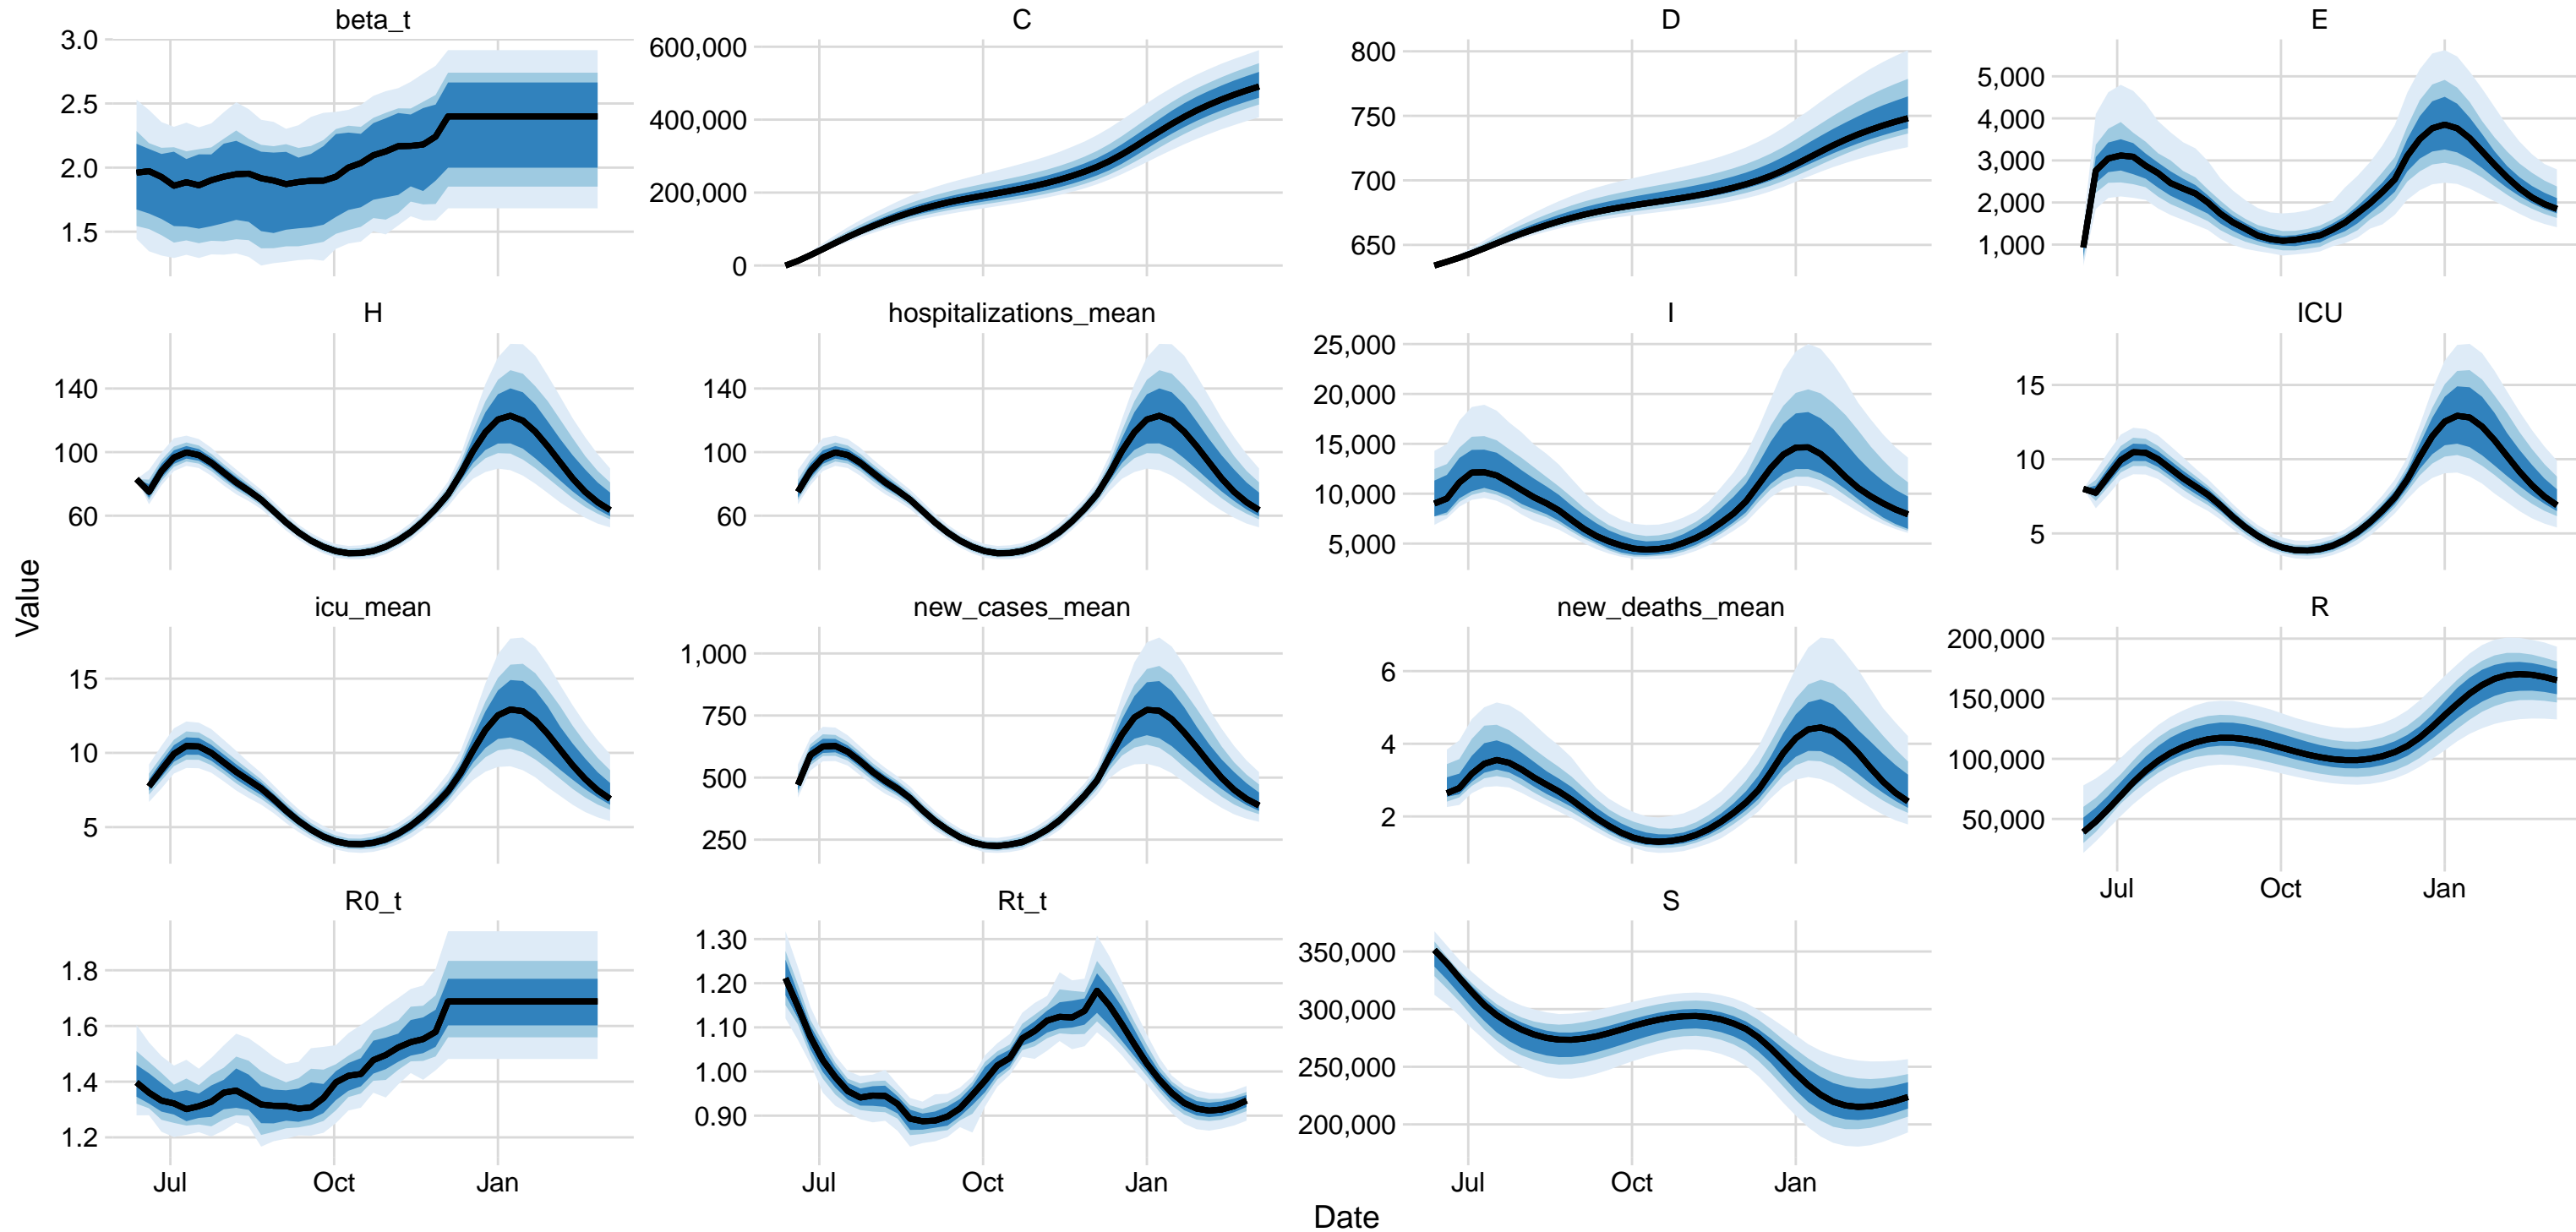 beta_t
3.0
2.5
2.0
1.5
C
600,000
400,000
200,000
0
D
800
750
700
650
E
5,000
4,000
3,000
2,000
1,000
H
140
100
60
hospitalizations_mean
140
100
60
I
25,000
20,000
15,000
10,000
5,000
ICU
15
10
5
Value
icu_mean
15
10
5
new_cases_mean
1,000
750
500
250
new_deaths_mean
6
4
2
R
200,000
150,000
100,000
50,000
Jul Oct Jan
R0_t
1.8
1.6
1.4
1.2
Jul Oct Jan
Rt_t
1.30
1.20
1.10
1.00
0.90
Jul Oct Jan
S
350,000
300,000
250,000
200,000
Jul Oct Jan
Date